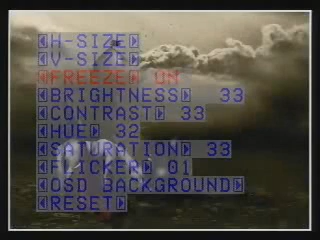 H-SIZE
V-SIZE
FREEZE ON
BRIGHTNESS 33
CONTRAST 33
HUE 32
SATURATION 33
FLICKER 01
OSD BACKGROUND
RESET